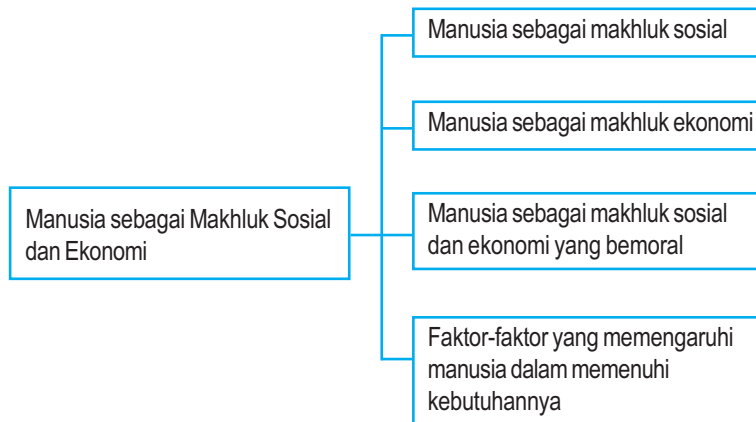 Manusia sebagai makhluk sosial
Manusia sebagai makhluk ekonomi
Manusia sebagai Makhluk Sosial
dan Ekonomi
Manusia sebagai makhluk sosial
dan ekonomi yang bemoral
Faktor-faktor yang memengaruhi
manusia dalam memenuhi
kebutuhannya